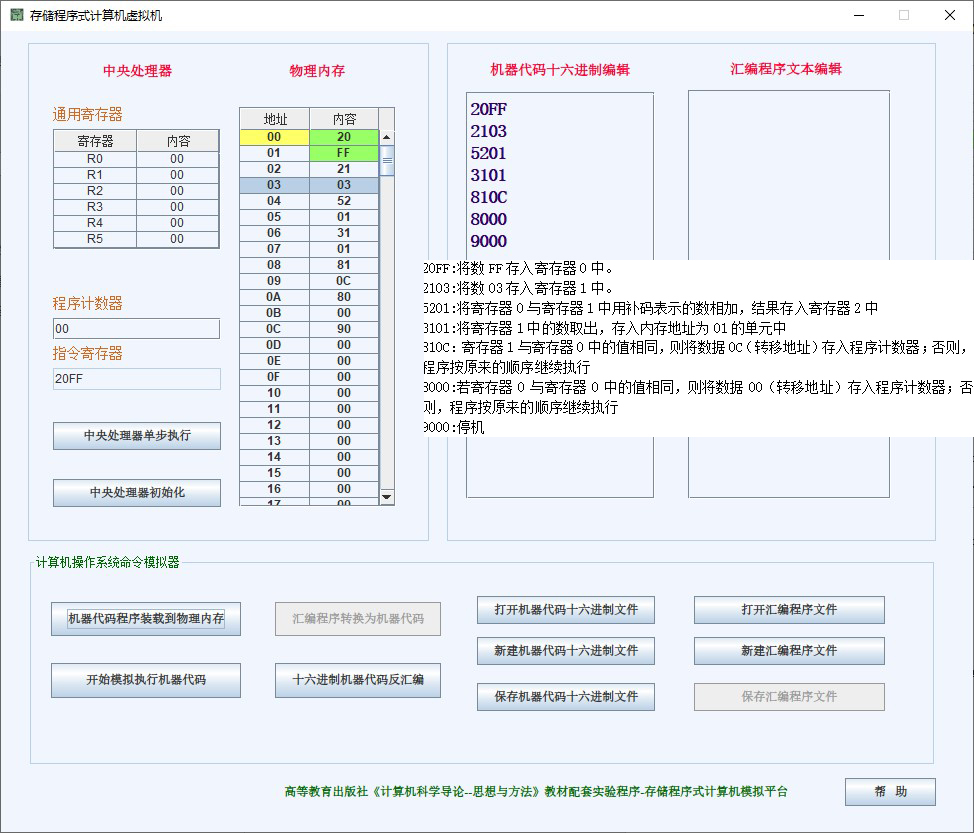 存储程序式计算机虚拟机
中央处理器
物理内存
机器代码十六进制编辑
汇编程序文本编辑
通用寄存器
寄存器 内容
R0 00
R1 00
R2 00
R3 00
R4 00
R5 00
程序计数器
00
指令寄存器
20FF
中央处理器单步执行
中央处理器初始化
地址 内容
00 20
01 FF
02 21
03 03
04 52
05 01
06 31
07 01
08 81
09 0C
0A 80
0B 00
0C 90
0D 00
0E 00
0F 00
10 00
11 00
12 00
13 00
14 00
15 00
16 00
17 00
20FF
2103
5201
3101
810C
8000
9000
20FF:将数 FF 存入寄存器 0 中。
2103:将数 03 存入寄存器 1 中。
5201:将寄存器 0 与寄存器 1 中用补码表示的数相加，结果存入寄存器 2 中
3101:将寄存器 1 中的数取出，存入内存地址为 01 的单元中
810C：寄存器 1 与寄存器 0 中的值相同，则将数据 0C（转移地址）存入程序计数器；否则，
程序按原来的顺序继续执行
8000:若寄存器 0 与寄存器 0 中的值相同，则将数据 00（转移地址）存入程序计数器；否
则，程序按原来的顺序继续执行
9000:停机
计算机操作系统命令模拟器
机器代码程序装载到物理内存
汇编程序转换为机器代码
打开机器代码十六进制文件
打开汇编程序文件
新建机器代码十六进制文件
新建汇编程序文件
开始模拟执行机器代码
十六进制机器代码反汇编
保存机器代码十六进制文件
保存汇编程序文件
高等教育出版社《计算机科学导论--思想与方法》教材配套实验程序-存储程序式计算机模拟平台
帮 助